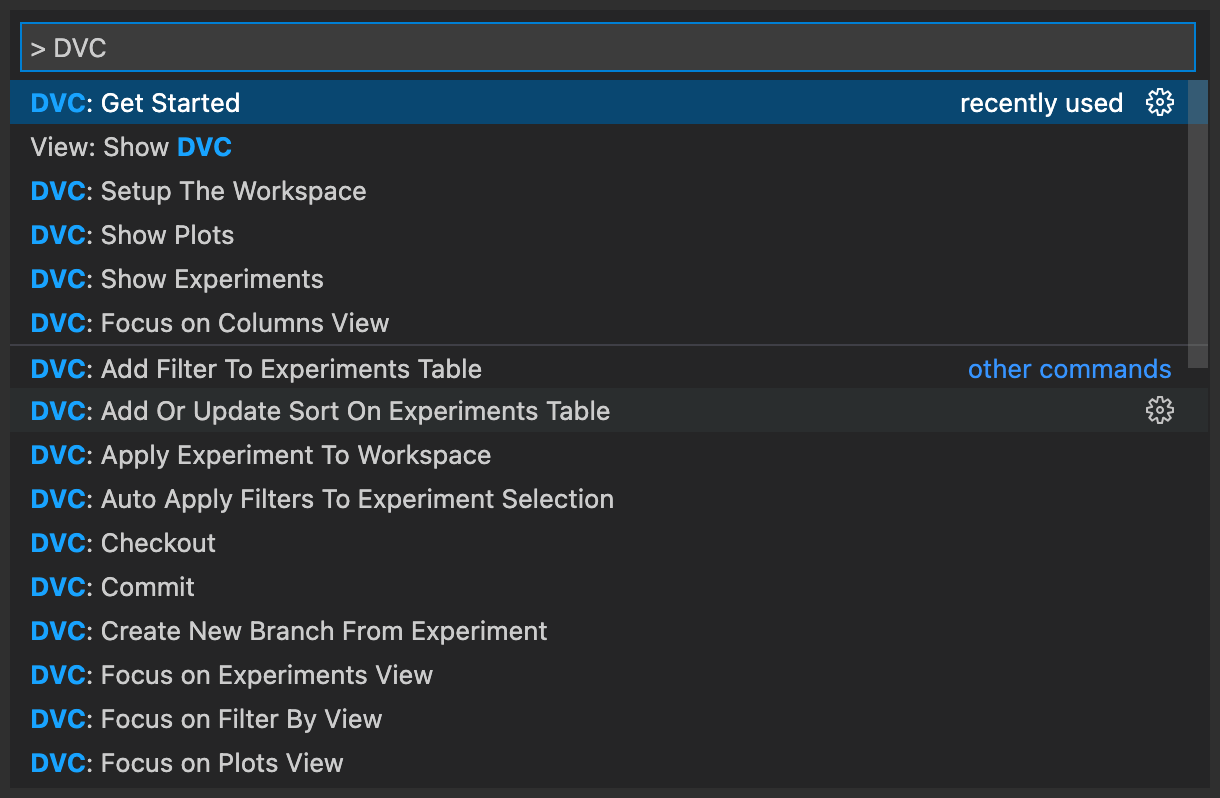 > DVC
DVC: Get Started recently used
View: Show DVC
DVC: Setup The Workspace
DVC: Show Plots
DVC: Show Experiments
DVC: Focus on Columns View
DVC: Add Filter To Experiments Table other commands
DVC: Add Or Update Sort On Experiments Table
DVC: Apply Experiment To Workspace
DVC: Auto Apply Filters To Experiment Selection
DVC: Checkout
DVC: Commit
DVC: Create New Branch From Experiment
DVC: Focus on Experiments View
DVC: Focus on Filter By View
DVC: Focus on Plots View